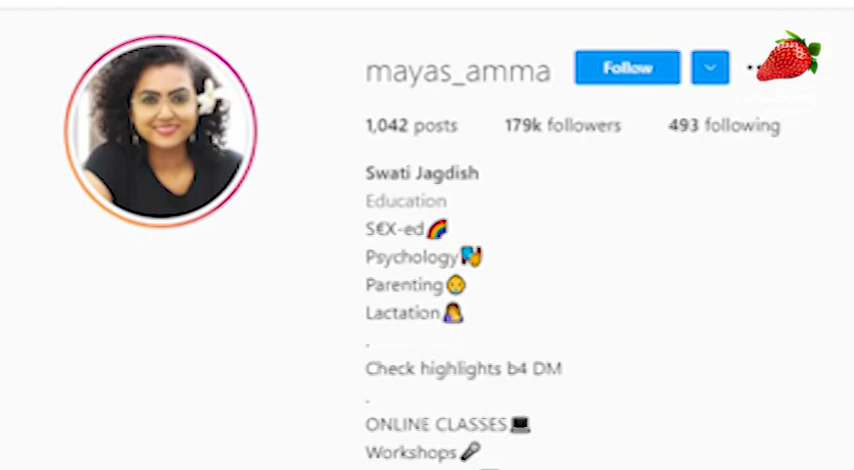 mayas_amma Follow
1,042 posts 179k followers 493 following
Swati Jagdish
Education
S€X-ed🌈
Psychology
Parenting👶
Lactation🤱
.
Check highlights b4 DM
.
ONLINE CLASSES💻
Workshops🎤